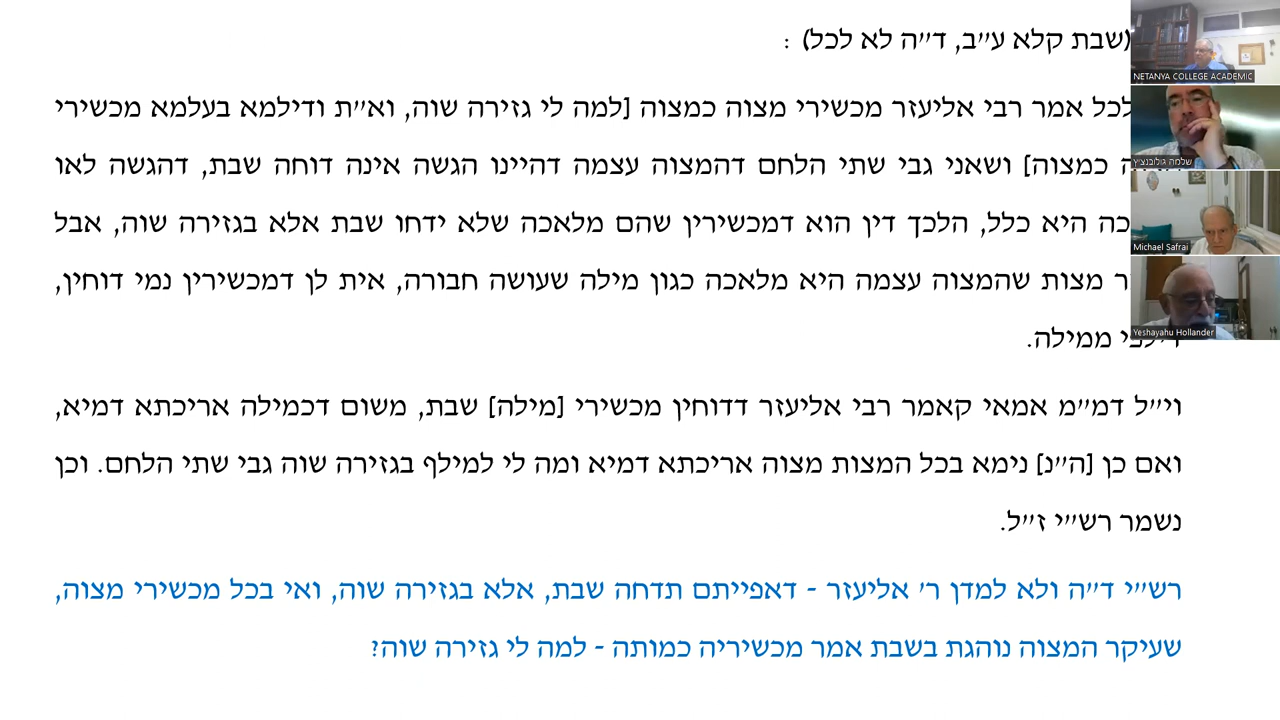 (שבת קלא ע״ב, ד״ה לא לכל) :
לכל אמר רבי אליעזר מכשירי מצוה כמצוה [למה לי גזירה שוה, וא״ת ודילמא בעלמא מכשירי
כמצוה] ושאני גבי שתי הלחם דהמצוה עצמה דהיינו הגשה אינה דוחה שבת, דהגשה לאו
היא כלל, הלכך דין הוא דמכשירין שהם מלאכה שלא ידחו שבת אלא בגזירה שוה, אבל
מצות שהמצוה עצמה היא מלאכה כגון מילה שעושה חבורה, אית לן דמכשירין נמי דוחין,
ממילה.
וי״ל דמ״מ אמאי קאמר רבי אליעזר דדוחין מכשירי [מילה] שבת, משום דכמילה אריכתא דמיא,
ואם כן [ה״נ] נימא בכל המצות מצוה אריכתא דמיא ומה לי למילף בגזירה שוה גבי שתי הלחם. וכן
נשמר רש״י ז״ל.
רש״י ד״ה ולא למדן ר׳ אליעזר - דאפייתם תדחה שבת, אלא בגזירה שוה, ואי בכל מכשירי מצוה,
שעיקר המצוה נוהגת בשבת אמר מכשיריה כמותה - למה לי גזירה שוה?
NETANYA COLLEGE ACADEMIC
שלמה גולובנציץ
Michael Safrai
Yeshayahu Hollander